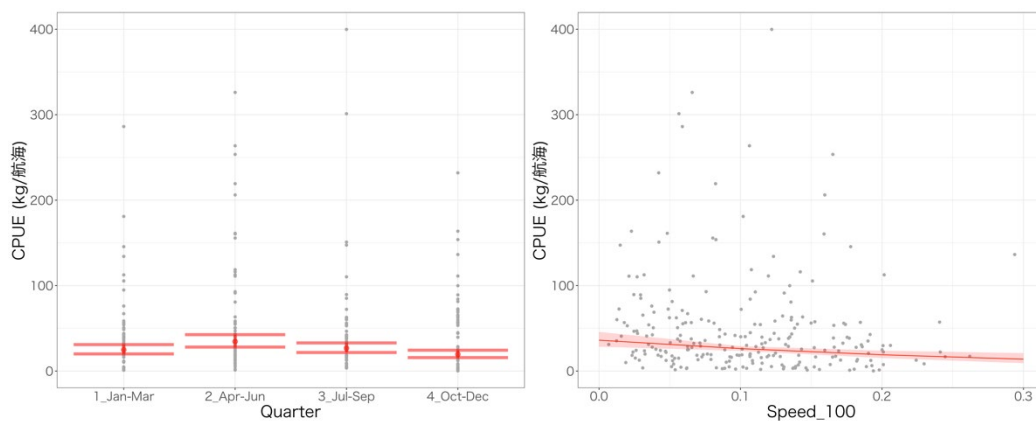 CPUE (kg/航海)
400
300
200
100
0
1_Jan-Mar
2_Apr-Jun
3_Jul-Sep
4_Oct-Dec
Quarter
CPUE (kg/航海)
400
300
200
100
0
0.0
0.1
0.2
0.3
Speed_100